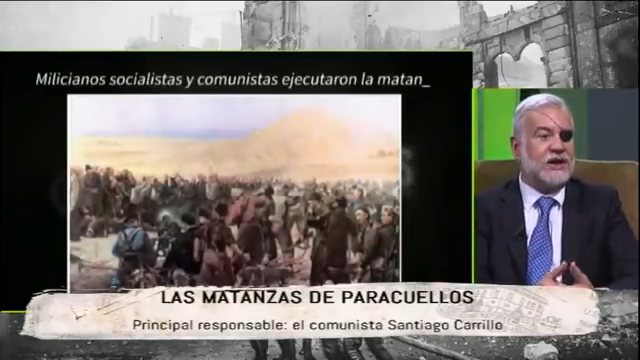 Milicianos socialistas y comunistas ejecutaron la matan_
LAS MATANZAS DE PARACUELLOS
Principal responsable: el comunista Santiago Carrillo